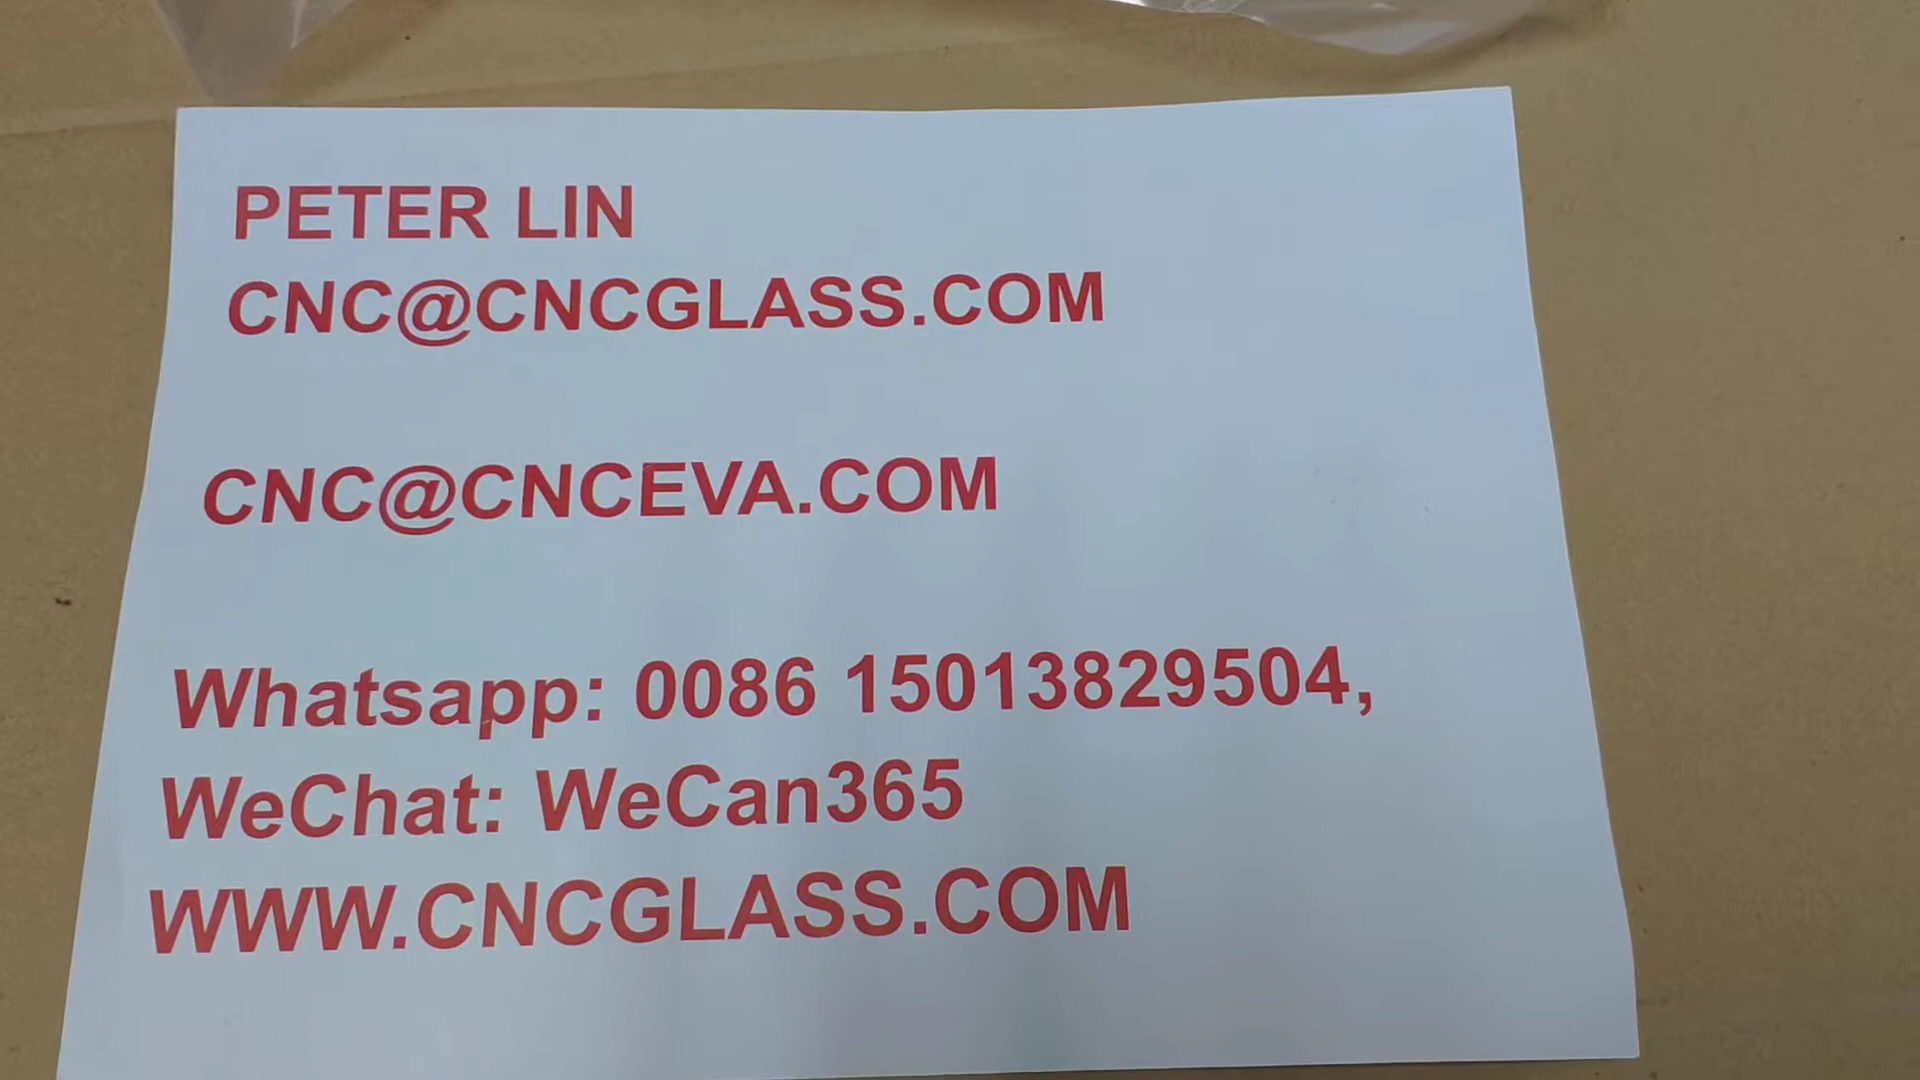 PETER LIN
CNC@CNCGLASS.COM
CNC@CNCEVA.COM
Whatsapp: 0086 15013829504,
WeChat: WeCan365
WWW.CNCGLASS.COM